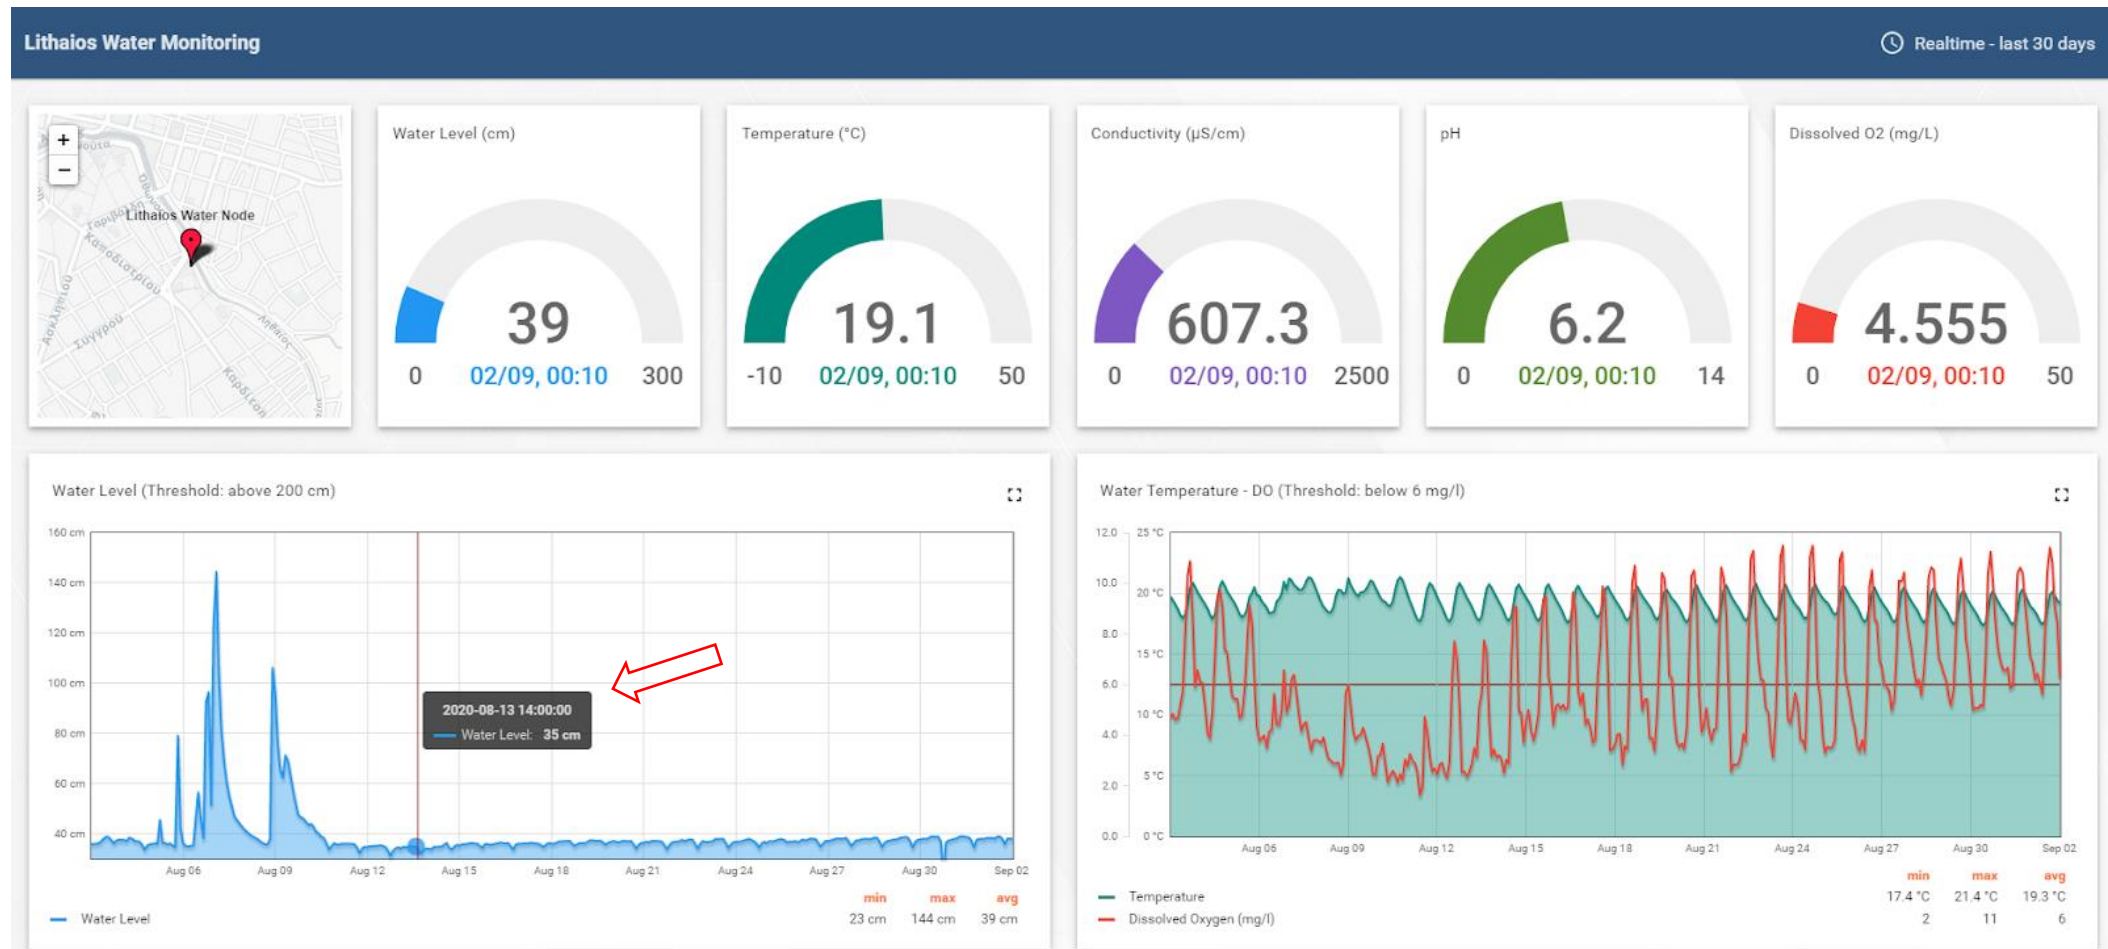 Lithaios Water Monitoring
Realtime - last 30 days
+
−
Lithaios Water Node
Γαριβάλδη
Καποδιστρίου
Ασκληπιού
Συγγρού
Ληθαίος
Water Level (cm)
39
0 02/09, 00:10 300
Temperature (°C)
19.1
-10 02/09, 00:10 50
Conductivity (µS/cm)
607.3
0 02/09, 00:10 2500
pH
6.2
0 02/09, 00:10 14
Dissolved O2 (mg/L)
4.555
0 02/09, 00:10 50
Water Level (Threshold: above 200 cm)
160 cm
140 cm
120 cm
100 cm
80 cm
60 cm
40 cm
2020-08-13 14:00:00
Water Level: 35 cm
Aug 06 Aug 09 Aug 12 Aug 15 Aug 18 Aug 21 Aug 24 Aug 27 Aug 30 Sep 02
min max avg
Water Level 23 cm 144 cm 39 cm
Water Temperature - DO (Threshold: below 6 mg/l)
12.0 25 °C
10.0
20 °C
8.0
15 °C
6.0
10 °C
4.0
5 °C
2.0
0.0 0 °C
Aug 06 Aug 09 Aug 12 Aug 15 Aug 18 Aug 21 Aug 24 Aug 27 Aug 30 Sep 02
min max avg
Temperature 17.4 °C 21.4 °C 19.3 °C
Dissolved Oxygen (mg/l) 2 11 6